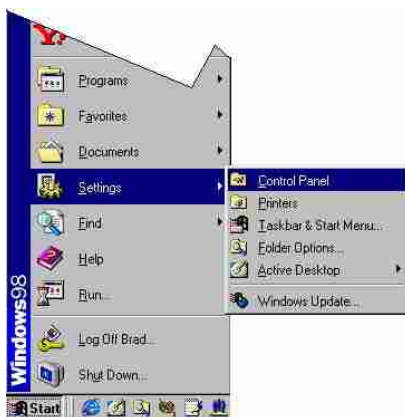 Y!
Programs
Favorites
Documents
Settings
Find
Help
Run...
Log Off Brad...
Shut Down...
Windows98
Start
Control Panel
Printers
Taskbar & Start Menu...
Folder Options...
Active Desktop
Windows Update...